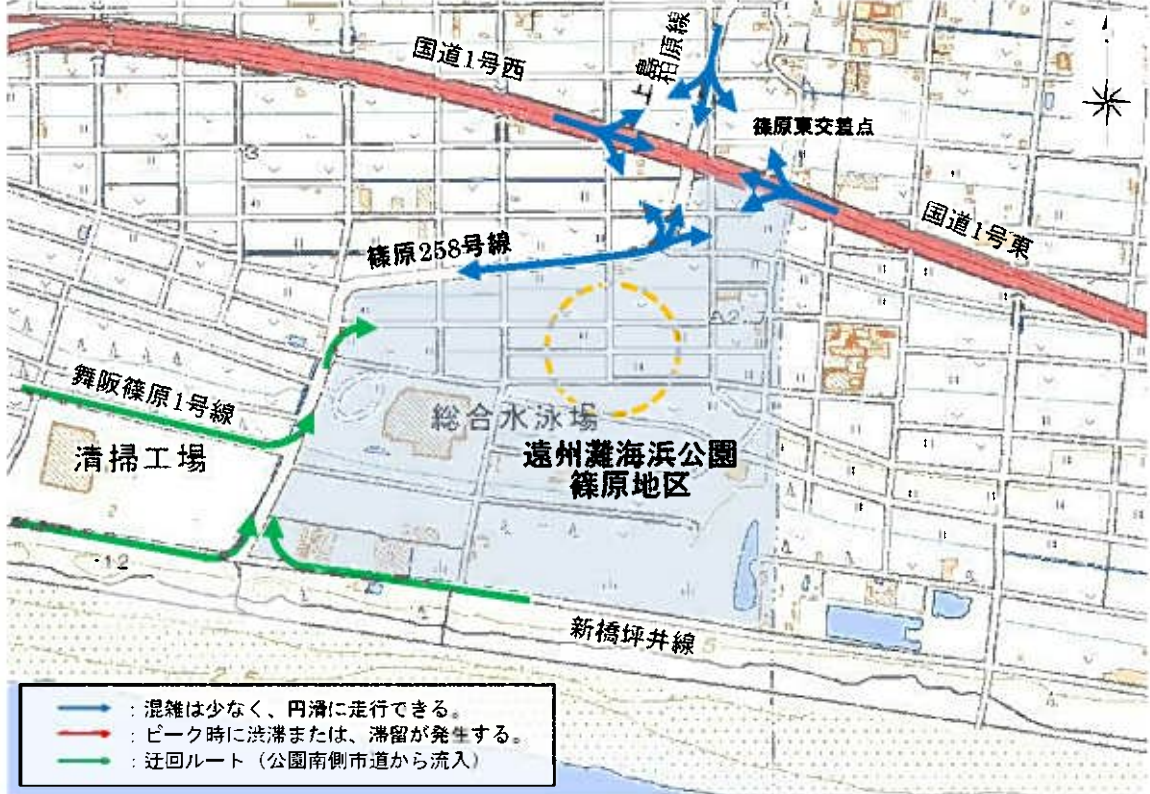 国道1号西
上島柏原線
篠原東交差点
国道1号東
篠原258号線
舞阪篠原1号線
清掃工場
総合水泳場
遠州灘海浜公園
篠原地区
新橋坪井線
：混雑は少なく、円滑に走行できる。
：ピーク時に渋滞または、滞留が発生する。
：迂回ルート（公園南側市道から流入）